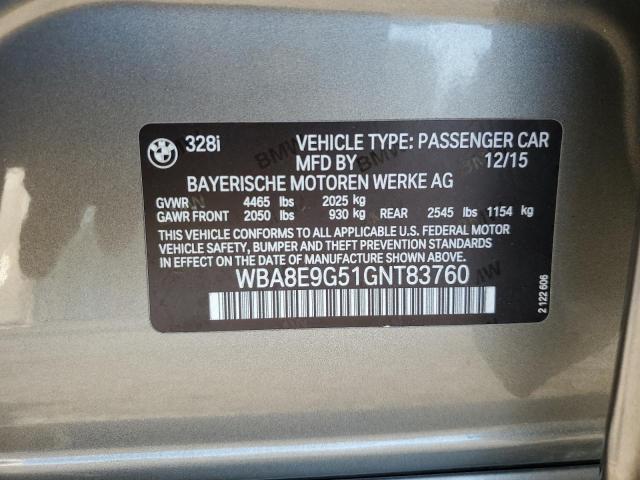 328i VEHICLE TYPE: PASSENGER CAR
MFD BY 12/15
BAYERISCHE MOTOREN WERKE AG
GVWR 4465 lbs 2025 kg
GAWR FRONT 2050 lbs 930 kg REAR 2545 lbs 1154 kg
THIS VEHICLE CONFORMS TO ALL APPLICABLE U.S. FEDERAL MOTOR
VEHICLE SAFETY, BUMPER AND THEFT PREVENTION STANDARDS IN
EFFECT ON THE DATE OF MANUFACTURE SHOWN ABOVE.
WBA8E9G51GNT83760
2 122 606